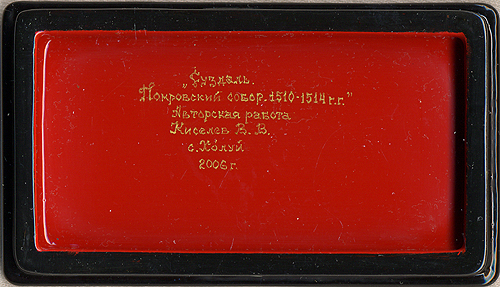 „Суздаль.
Покровский собор. 1510-1514 г.г."
Авторская работа
Киселев В. В.
с. Холуй
2006 г.